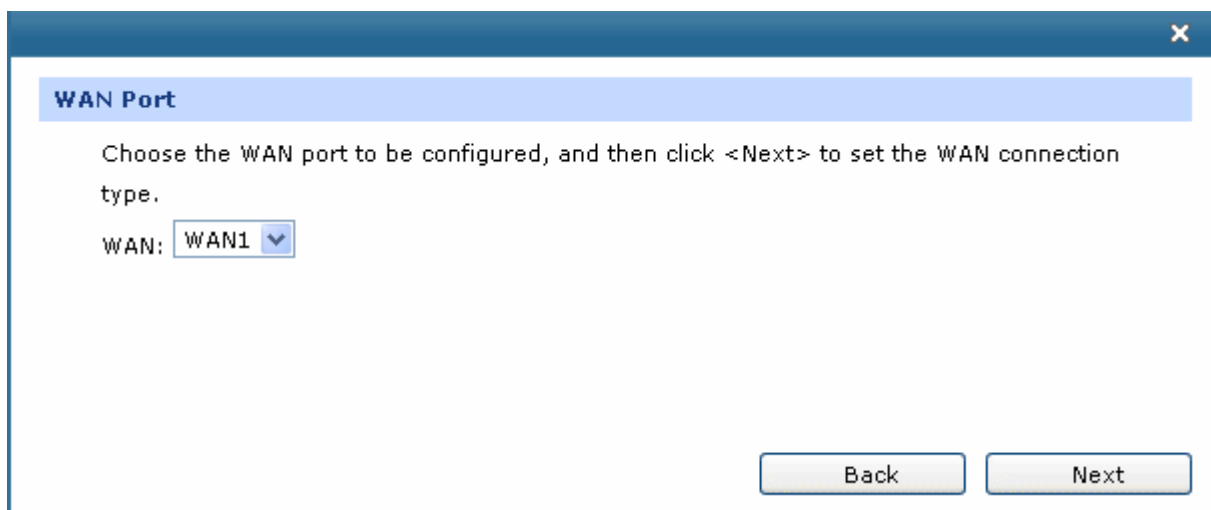 WAN Port
Choose the WAN port to be configured, and then click <Next> to set the WAN connection
type.
WAN: WAN1
Back Next